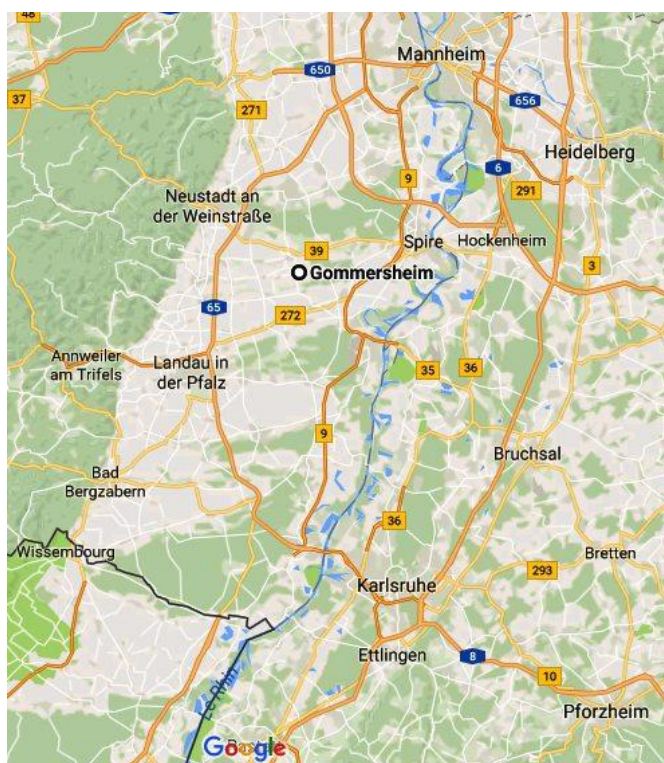 48
Mannheim
650
37
271
656
Heidelberg
6
9
291
Neustadt an
der Weinstraße
39
Spire
Hockenheim
3
Gommersheim
65
272
Annweiler
am Trifels
Landau in
der Pfalz
35
36
9
Bruchsal
Bad
Bergzabern
36
Wissembourg
Bretten
293
Karlsruhe
Ettlingen
8
10
Le Rhin
Pforzheim
Google